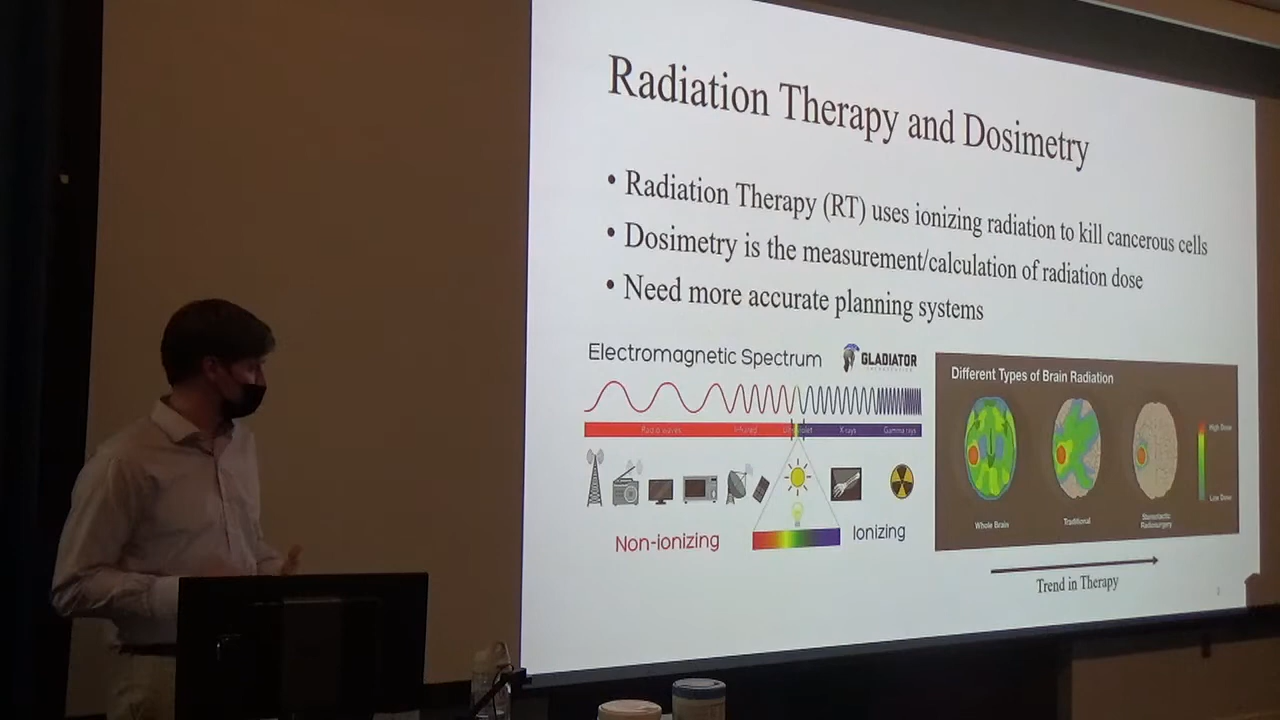 Radiation Therapy and Dosimetry
• Radiation Therapy (RT) uses ionizing radiation to kill cancerous cells
• Dosimetry is the measurement/calculation of radiation dose
• Need more accurate planning systems
Electromagnetic Spectrum
GLADIATOR
Radio waves Infrared Ultraviolet X-rays Gamma rays
Non-ionizing
Ionizing
Different Types of Brain Radiation
High Dose
Low Dose
Whole Brain
Traditional
Stereotactic
Radiosurgery
Trend in Therapy